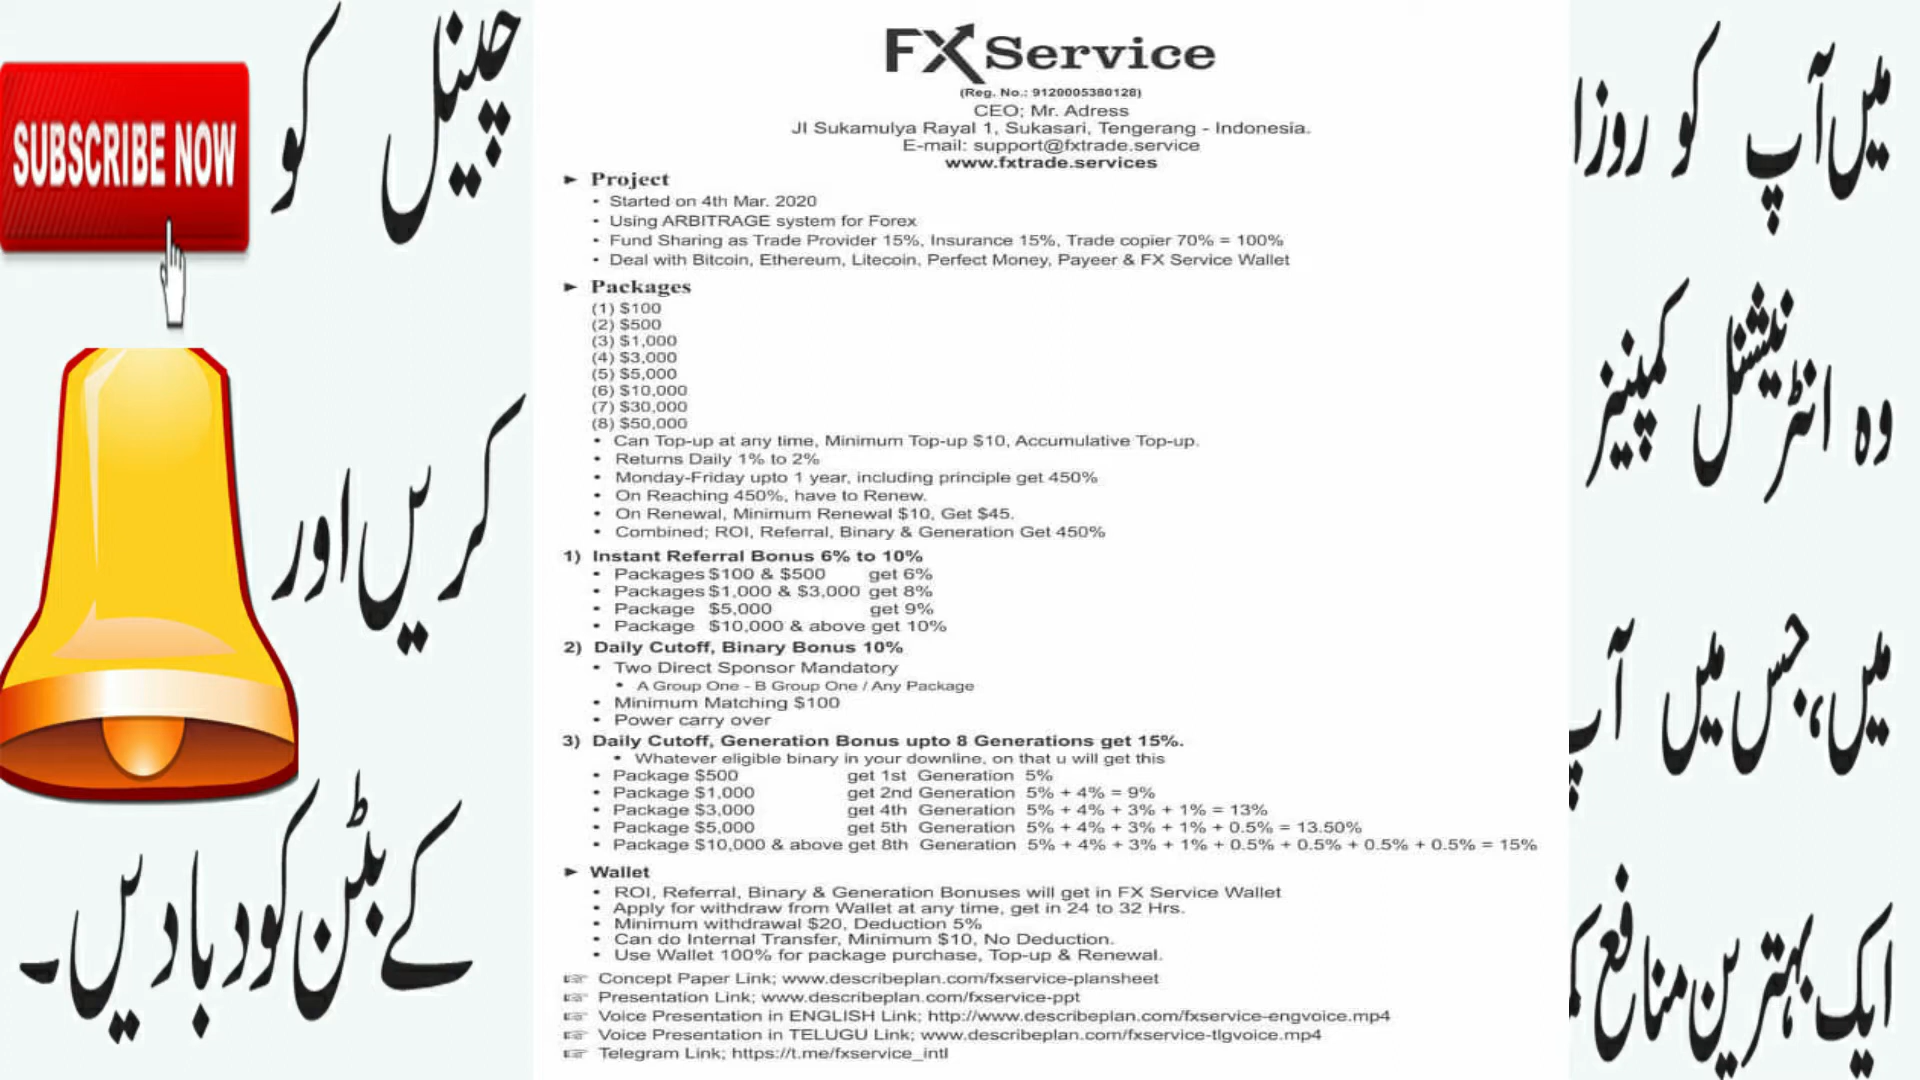 SUBSCRIBE NOW
چینل کو
کریں اور
کے بٹن کو دبا دیں۔
FX Service
(Reg. No.: 9120005380128)
CEO; Mr. Adress
Jl Sukamulya Rayal 1, Sukasari, Tengerang - Indonesia.
E-mail: support@fxtrade.service
www.fxtrade.services
► Project
• Started on 4th Mar. 2020
• Using ARBITRAGE system for Forex
• Fund Sharing as Trade Provider 15%, Insurance 15%, Trade copier 70% = 100%
• Deal with Bitcoin, Ethereum, Litecoin, Perfect Money, Payeer & FX Service Wallet
► Packages
(1) $100
(2) $500
(3) $1,000
(4) $3,000
(5) $5,000
(6) $10,000
(7) $30,000
(8) $50,000
• Can Top-up at any time, Minimum Top-up $10, Accumulative Top-up.
• Returns Daily 1% to 2%
• Monday-Friday upto 1 year, including principle get 450%
• On Reaching 450%, have to Renew.
• On Renewal, Minimum Renewal $10, Get $45.
• Combined; ROI, Referral, Binary & Generation Get 450%
1) Instant Referral Bonus 6% to 10%
• Packages $100 & $500 get 6%
• Packages $1,000 & $3,000 get 8%
• Package $5,000 get 9%
• Package $10,000 & above get 10%
2) Daily Cutoff, Binary Bonus 10%
• Two Direct Sponsor Mandatory
• A Group One - B Group One / Any Package
• Minimum Matching $100
• Power carry over
3) Daily Cutoff, Generation Bonus upto 8 Generations get 15%.
• Whatever eligible binary in your downline, on that u will get this
• Package $500 get 1st Generation 5%
• Package $1,000 get 2nd Generation 5% + 4% = 9%
• Package $3,000 get 4th Generation 5% + 4% + 3% + 1% = 13%
• Package $5,000 get 5th Generation 5% + 4% + 3% + 1% + 0.5% = 13.50%
• Package $10,000 & above get 8th Generation 5% + 4% + 3% + 1% + 0.5% + 0.5% + 0.5% + 0.5% = 15%
► Wallet
• ROI, Referral, Binary & Generation Bonuses will get in FX Service Wallet
• Apply for withdraw from Wallet at any time, get in 24 to 32 Hrs.
• Minimum withdrawal $20, Deduction 5%
• Can do Internal Transfer, Minimum $10, No Deduction.
• Use Wallet 100% for package purchase, Top-up & Renewal.
☞ Concept Paper Link; www.describeplan.com/fxservice-plansheet
☞ Presentation Link; www.describeplan.com/fxservice-ppt
☞ Voice Presentation in ENGLISH Link; http://www.describeplan.com/fxservice-engvoice.mp4
☞ Voice Presentation in TELUGU Link; www.describeplan.com/fxservice-tlgvoice.mp4
☞ Telegram Link; https://t.me/fxservice_intl
میں آپ کو روزا
وہ انٹرنیشنل کمپنیز
میں،جس میں آپ
ایک بہترین منافع